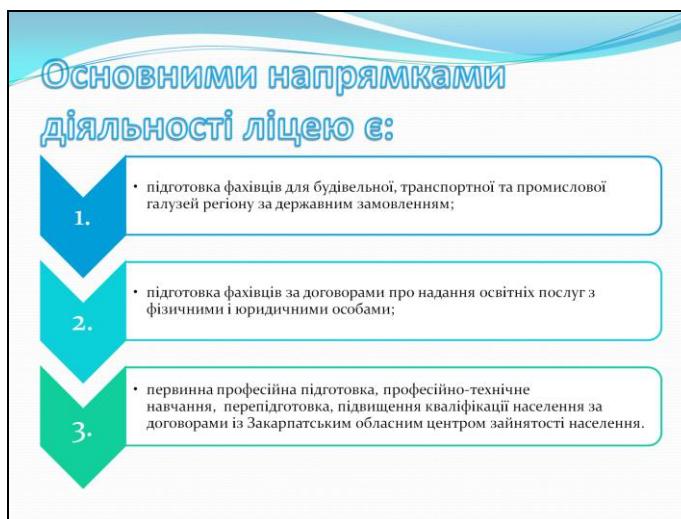 Основними напрямками
діяльності ліцею є:
1.
• підготовка фахівців для будівельної, транспортної та промислової
галузей регіону за державним замовленням;
2.
• підготовка фахівців за договорами про надання освітніх послуг з
фізичними і юридичними особами;
3.
• первинна професійна підготовка, професійно-технічне
навчання, перепідготовка, підвищення кваліфікації населення за
договорами із Закарпатським обласним центром зайнятості населення.